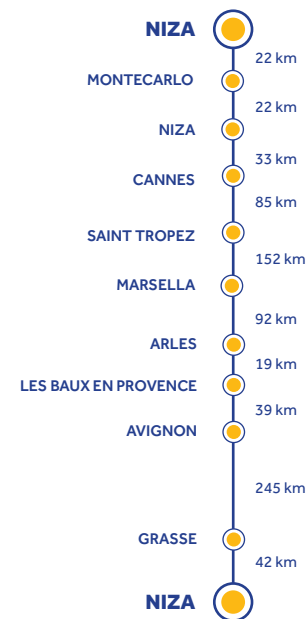 NIZA
22 km
MONTECARLO
22 km
NIZA
33 km
CANNES
85 km
SAINT TROPEZ
152 km
MARSELLA
92 km
ARLES
19 km
LES BAUX EN PROVENCE
39 km
AVIGNON
245 km
GRASSE
42 km
NIZA